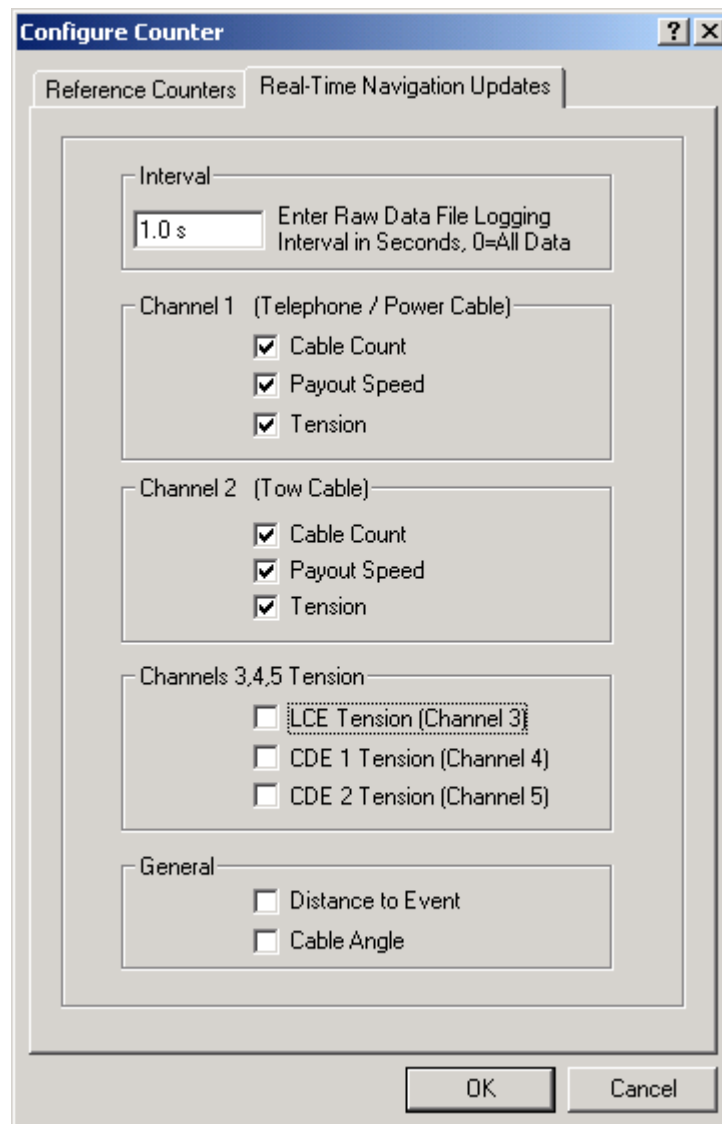 Configure Counter
Reference Counters
Real-Time Navigation Updates
Interval
1.0 s
Enter Raw Data File Logging
Interval in Seconds, 0=All Data
Channel 1 (Telephone / Power Cable)
Cable Count
Payout Speed
Tension
Channel 2 (Tow Cable)
Cable Count
Payout Speed
Tension
Channels 3,4,5 Tension
LCE Tension (Channel 3)
CDE 1 Tension (Channel 4)
CDE 2 Tension (Channel 5)
General
Distance to Event
Cable Angle
OK
Cancel